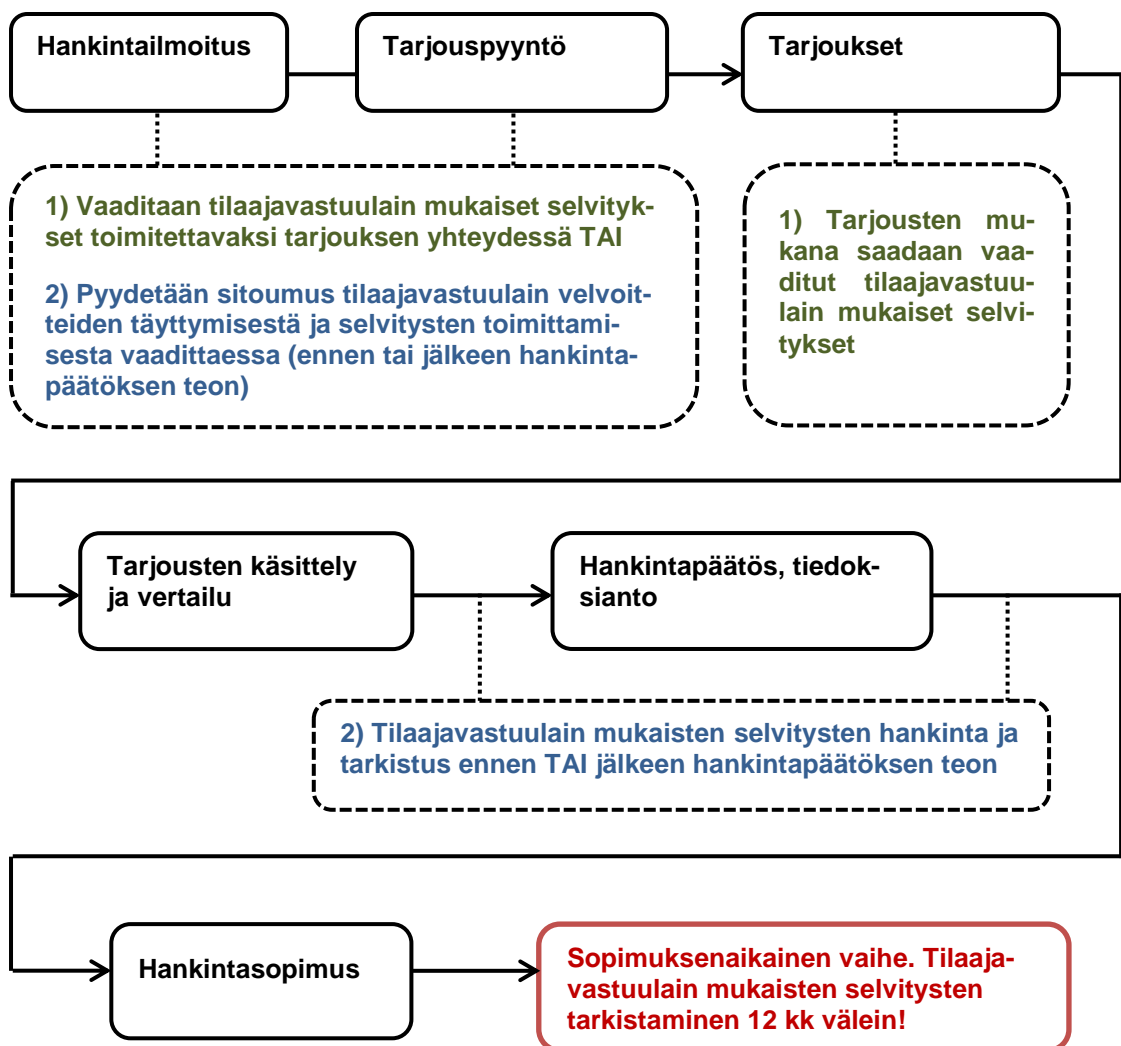 Hankintailmoitus
Tarjouspyyntö
Tarjoukset
1) Vaaditaan tilaajavastuulain mukaiset selvityk-
set toimitettavaksi tarjouksen yhteydessä TAI
2) Pyydetään sitoumus tilaajavastuulain velvoit-
teiden täyttymisestä ja selvitysten toimittami-
sesta vaadittaessa (ennen tai jälkeen hankinta-
päätöksen teon)
1) Tarjousten mu-
kana saadaan vaa-
ditut tilaajavastuu-
lain mukaiset selvi-
tykset
Tarjousten käsittely
ja vertailu
Hankintapäätös, tiedok-
sianto
2) Tilaajavastuulain mukaisten selvitysten hankinta ja
tarkistus ennen TAI jälkeen hankintapäätöksen teon
Hankintasopimus
Sopimuksenaikainen vaihe. Tilaaja-
vastuulain mukaisten selvitysten
tarkistaminen 12 kk välein!